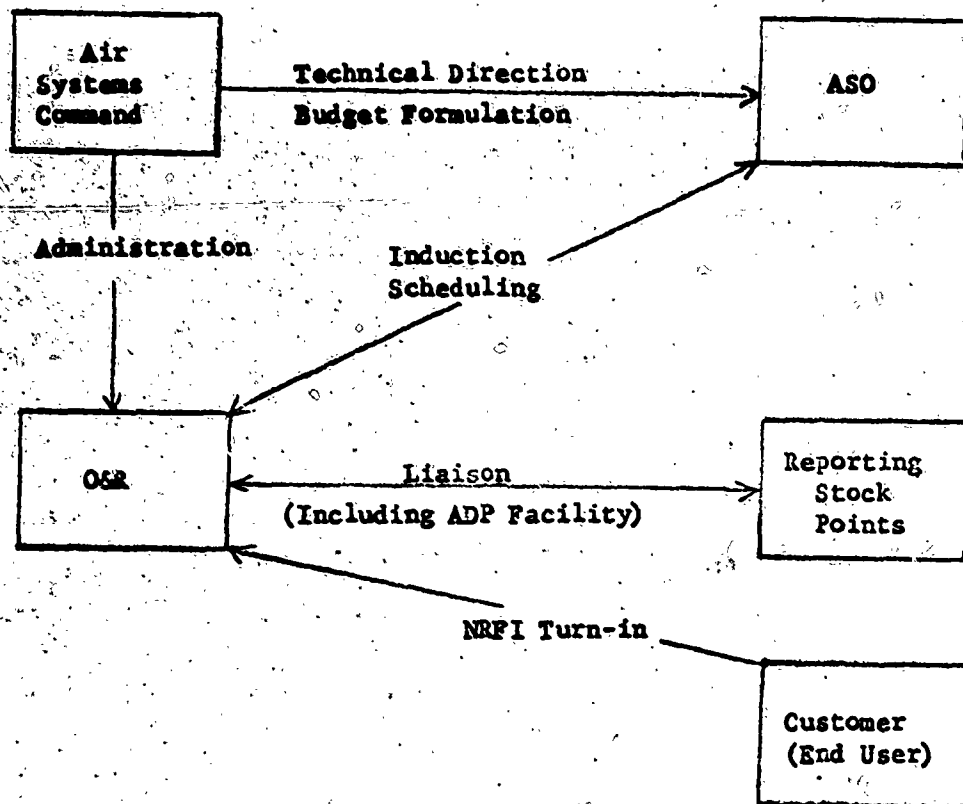 Air
Systems
Command
Technical Direction
Budget Formulation
ASO
Administration
Induction
Scheduling
O&R
Liaison
(Including ADP Facility)
Reporting
Stock
Points
NRFI Turn-in
Customer
(End User)